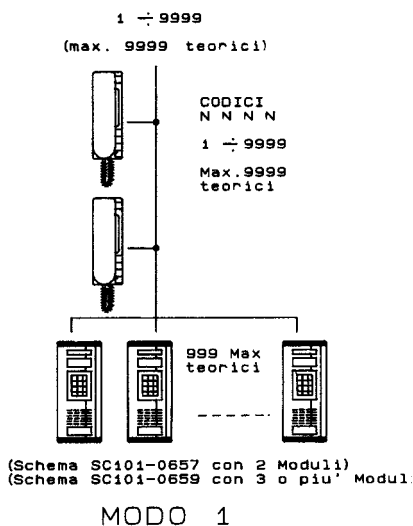 1 ÷ 9999
(max. 9999 teorici)
CODICI
N N N N
1 ÷ 9999
Max. 9999
teorici
999 Max
teorici
(Schema SC101-0657 con 2 Moduli)
(Schema SC101-0659 con 3 o piu' Modul
MODO 1